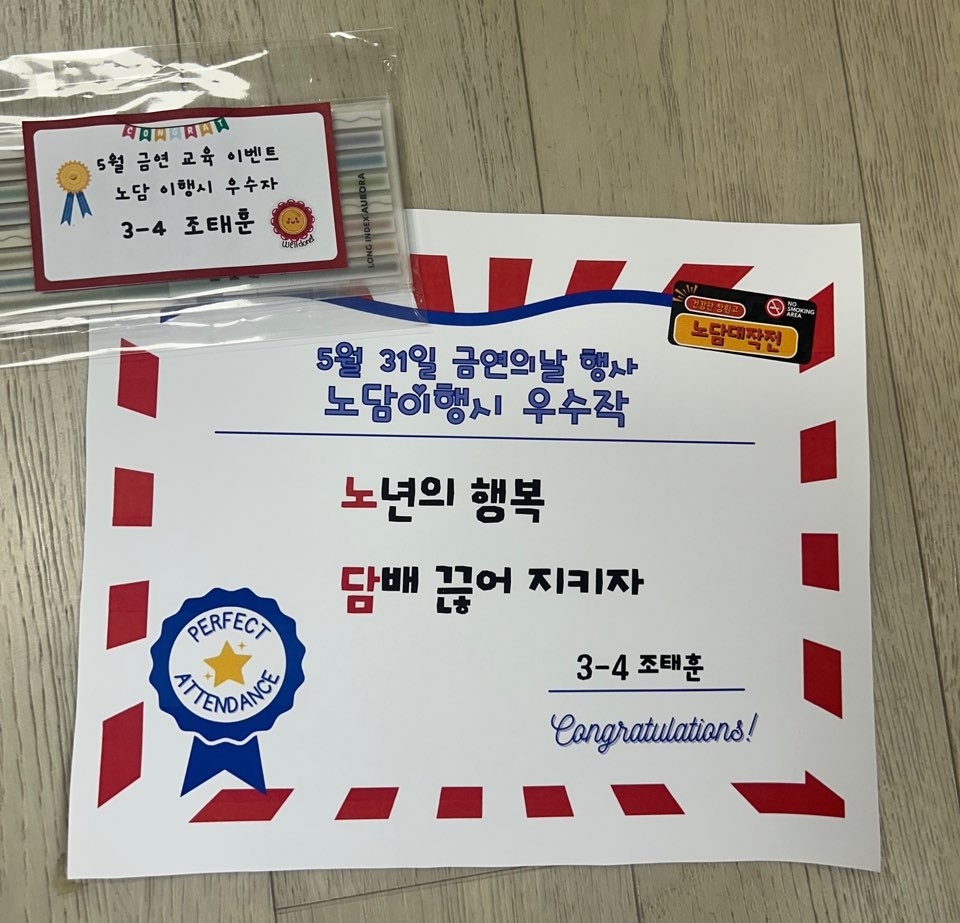 CONGRAT
5월 금연 교육 이벤트
노담 이행시 우수자
3-4 조태훈
Well done!
LONG INDEX AURORA
건강한 잠원고
NO
SMOKING
AREA
노담대작전
5월 31일 금연의날 행사
노담이행시 우수작
노년의 행복
담배 끊어 지키자
PERFECT
ATTENDANCE
3-4 조태훈
Congratulations!